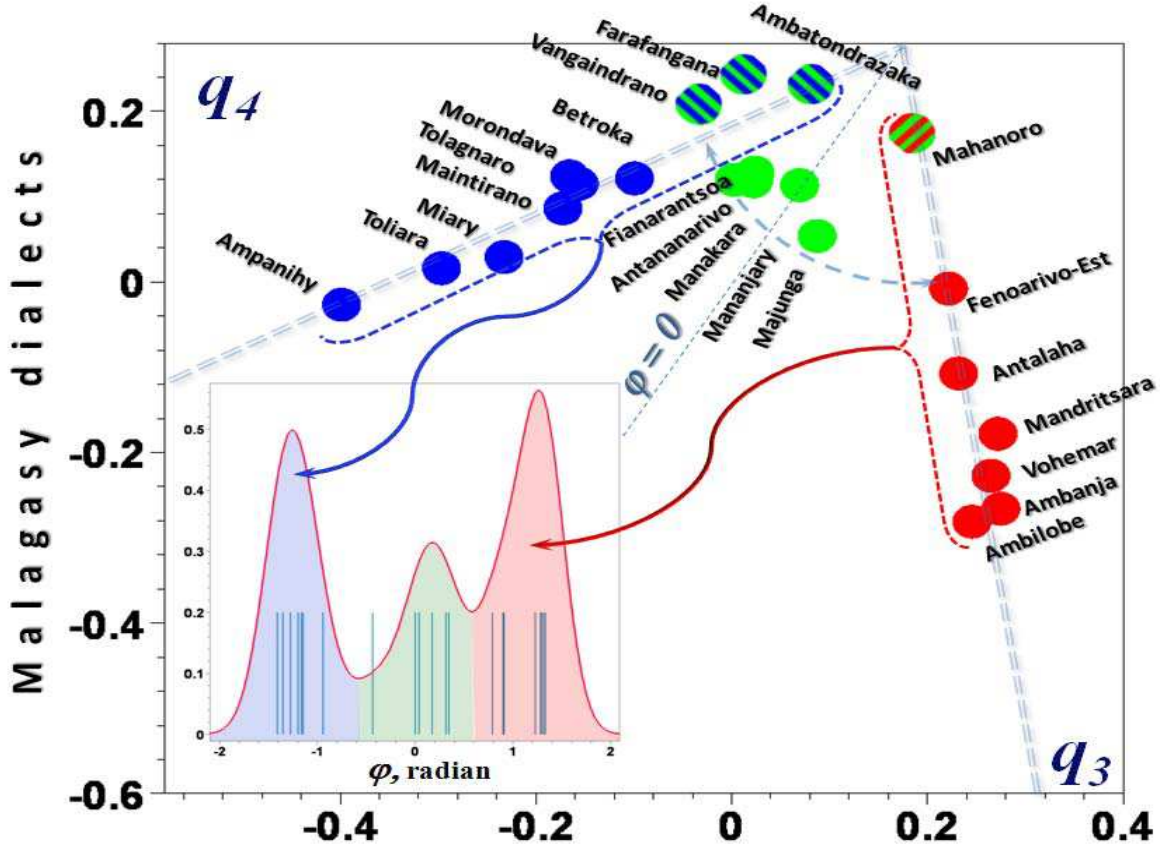 Malagasy dialects
q4
q3
0.2
0
-0.2
-0.4
-0.6
-0.4
-0.2
0
0.2
0.4
Ampanihy
Toliara
Miary
Maintirano
Tolagnaro
Morondava
Betroka
Vangaindrano
Farafangana
Ambatondrazaka
Fianarantsoa
Antananarivo
Manakara
Mananjary
Majunga
Mahanoro
Fenoarivo-Est
Antalaha
Mandritsara
Vohemar
Ambanja
Ambilobe
φ = 0
0.5
0.4
0.3
0.2
0.1
0
-2
-1
0
1
2
φ, radian